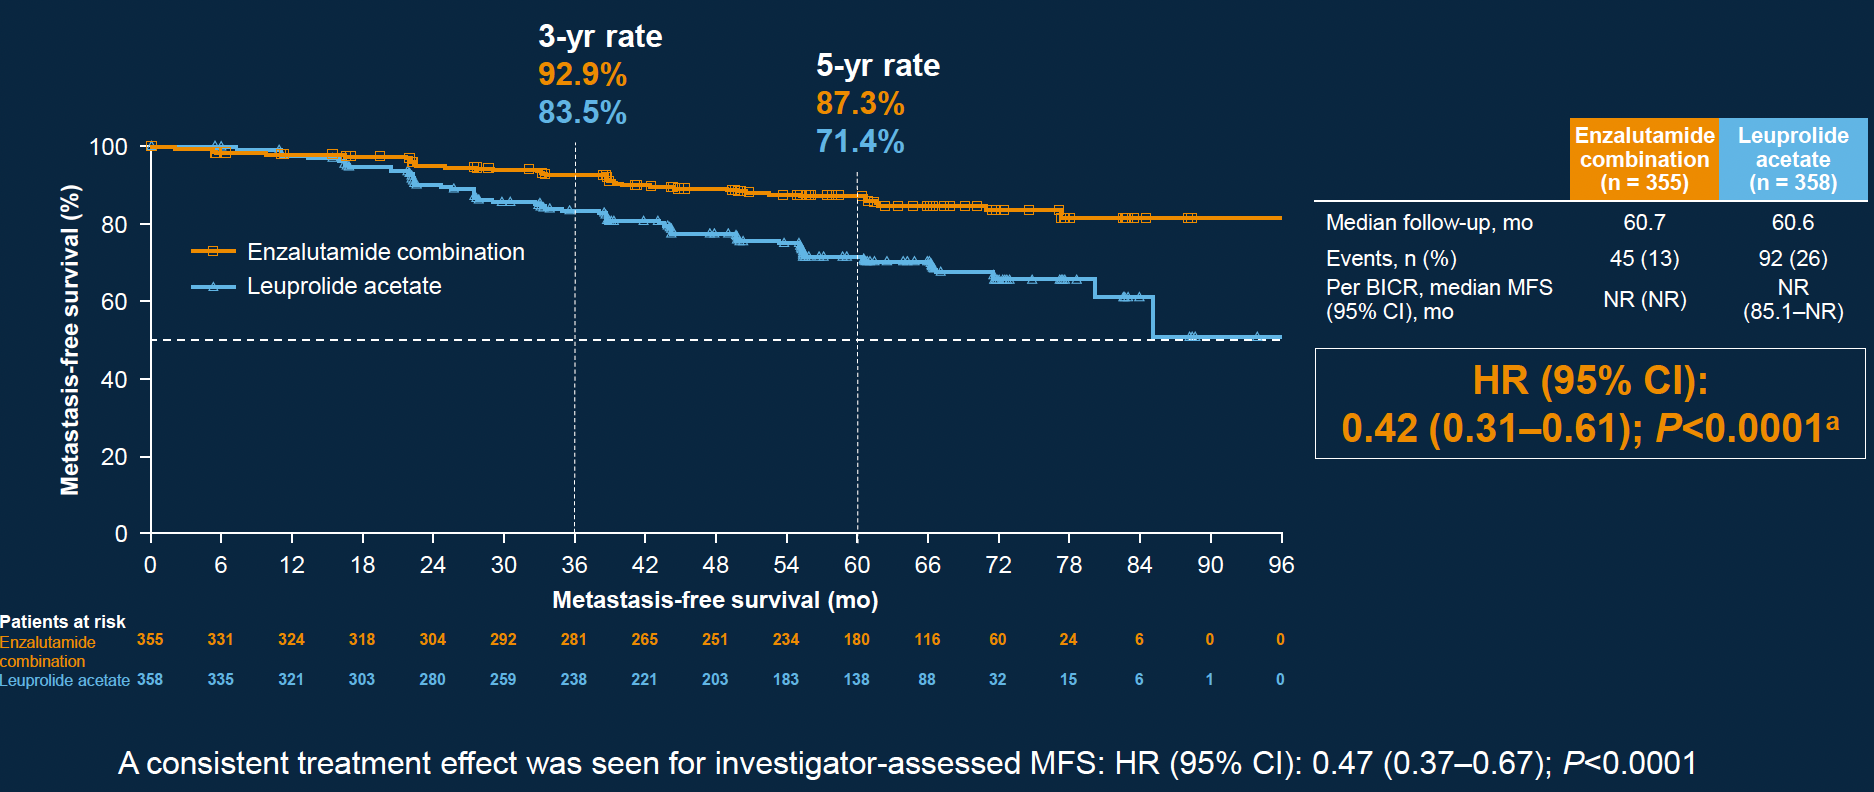 3-yr rate
92.9%
83.5%
5-yr rate
87.3%
71.4%
Metastasis-free survival (%)
100
80
60
40
20
0
Enzalutamide combination
Leuprolide acetate
0 6 12 18 24 30 36 42 48 54 60 66 72 78 84 90 96
Metastasis-free survival (mo)
Patients at risk
Enzalutamide
combination
355 331 324 318 304 292 281 265 251 234 180 116 60 24 6 0 0
Leuprolide acetate 358 335 321 303 280 259 238 221 203 183 138 88 32 15 6 1 0
Enzalutamide
combination
(n = 355)
Leuprolide
acetate
(n = 358)
Median follow-up, mo 60.7 60.6
Events, n (%) 45 (13) 92 (26)
Per BICR, median MFS
(95% CI), mo
NR (NR)
NR
(85.1–NR)
HR (95% CI):
0.42 (0.31–0.61); P<0.0001a
A consistent treatment effect was seen for investigator-assessed MFS: HR (95% CI): 0.47 (0.37–0.67); P<0.0001